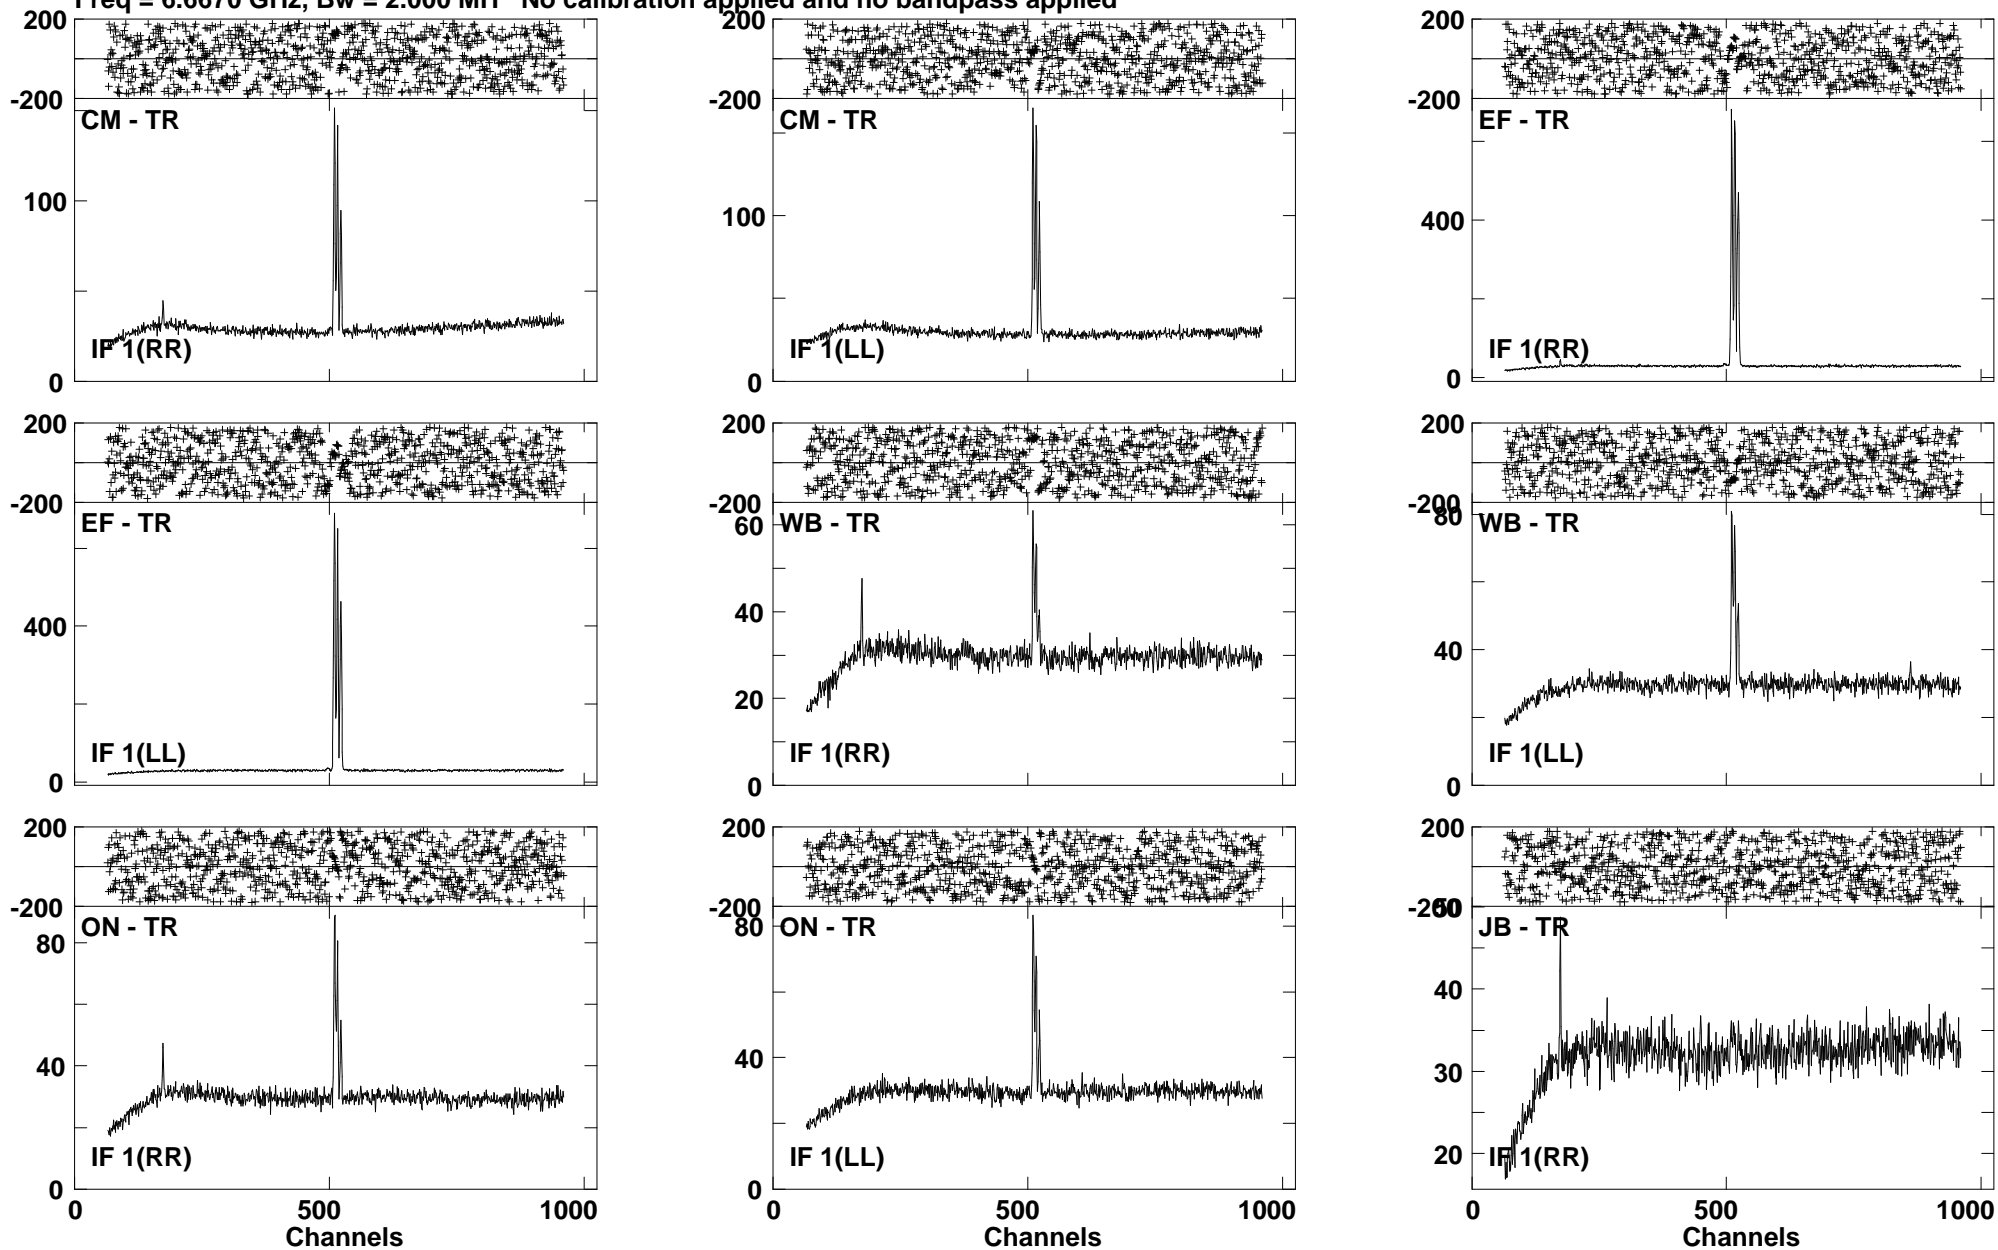 Freq = 6.6670 GHz, Bw = 2.000 MH No calibration applied and no bandpass applied
200 200 200
-200 -200 -200
CM - TR CM - TR EF - TR
100 100 400
IF 1(RR) IF 1(LL) IF 1(RR)
0 0 0
200 200 200
-200 -200 -200
EF - TR 60 WB - TR 80 WB - TR
400 40 40
20
IF 1(LL) IF 1(RR) IF 1(LL)
0 0 0
200 200 200
-200 -200 -200 50
ON - TR ON - TR JB - TR
80 80
40 40 40
30
20
IF 1(RR) IF 1(LL) IF 1(RR)
0 0
0 500 1000 0 500 1000 0 500 1000
Channels Channels Channels